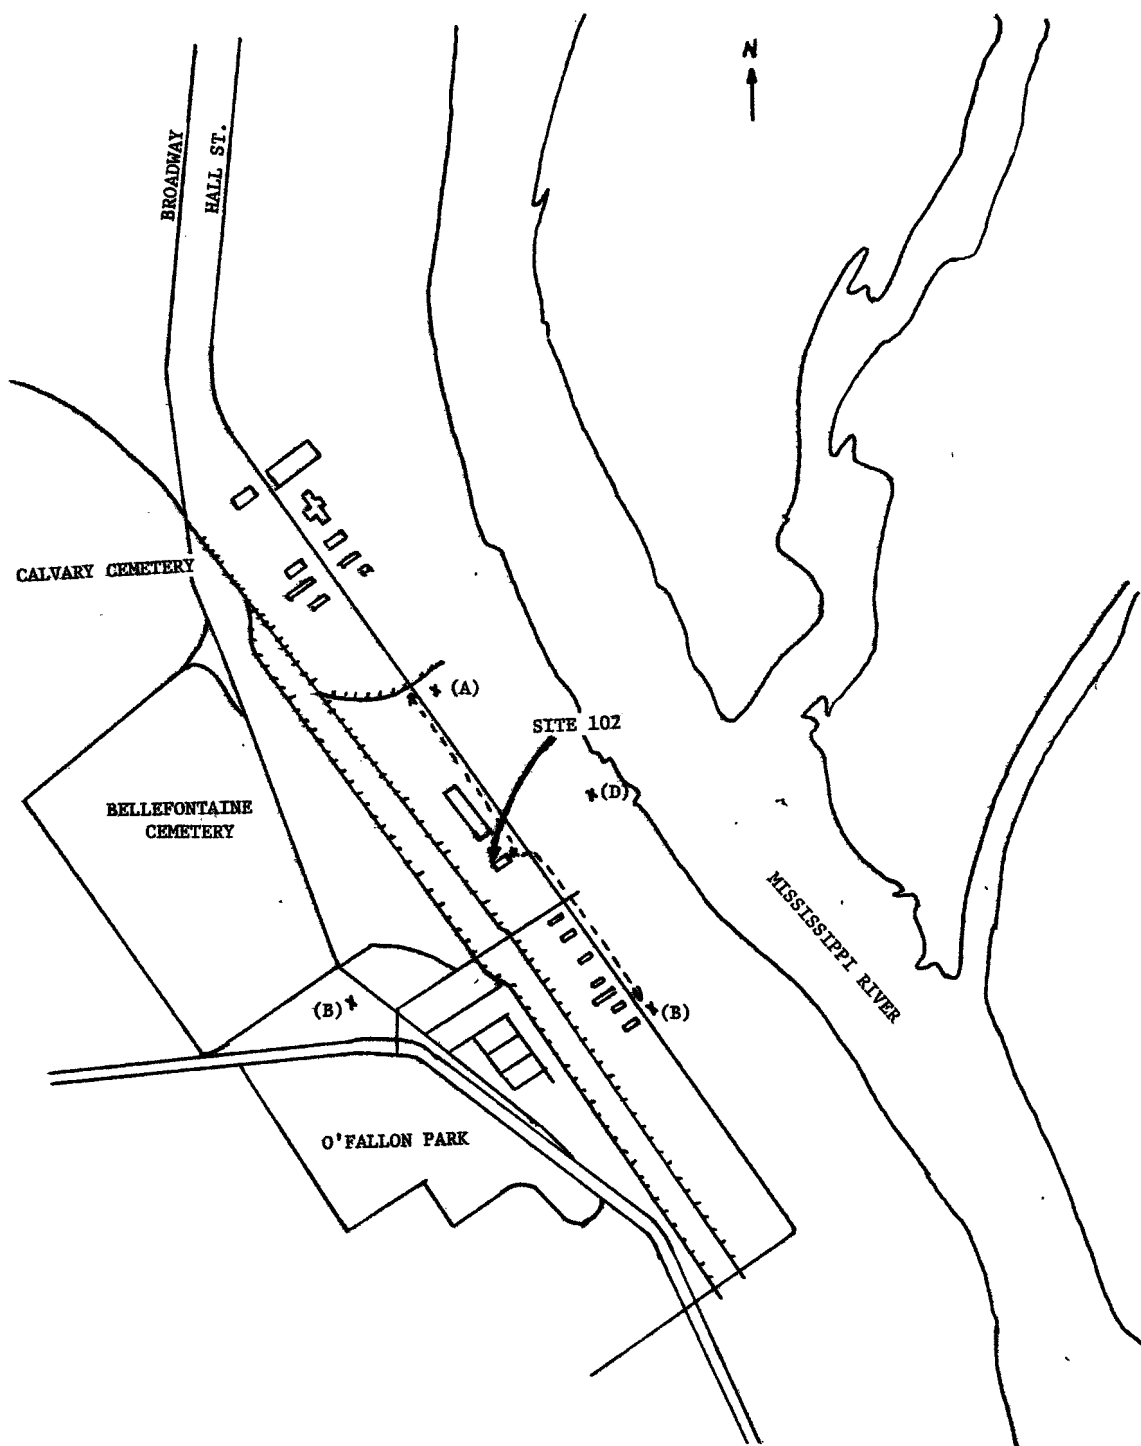 N
BROADWAY
HALL ST.
CALVARY CEMETERY
(A)
SITE 102
(D)
BELLEFONTAINE
CEMETERY
MISSISSIPPI RIVER
(B)
(B)
O'FALLON PARK